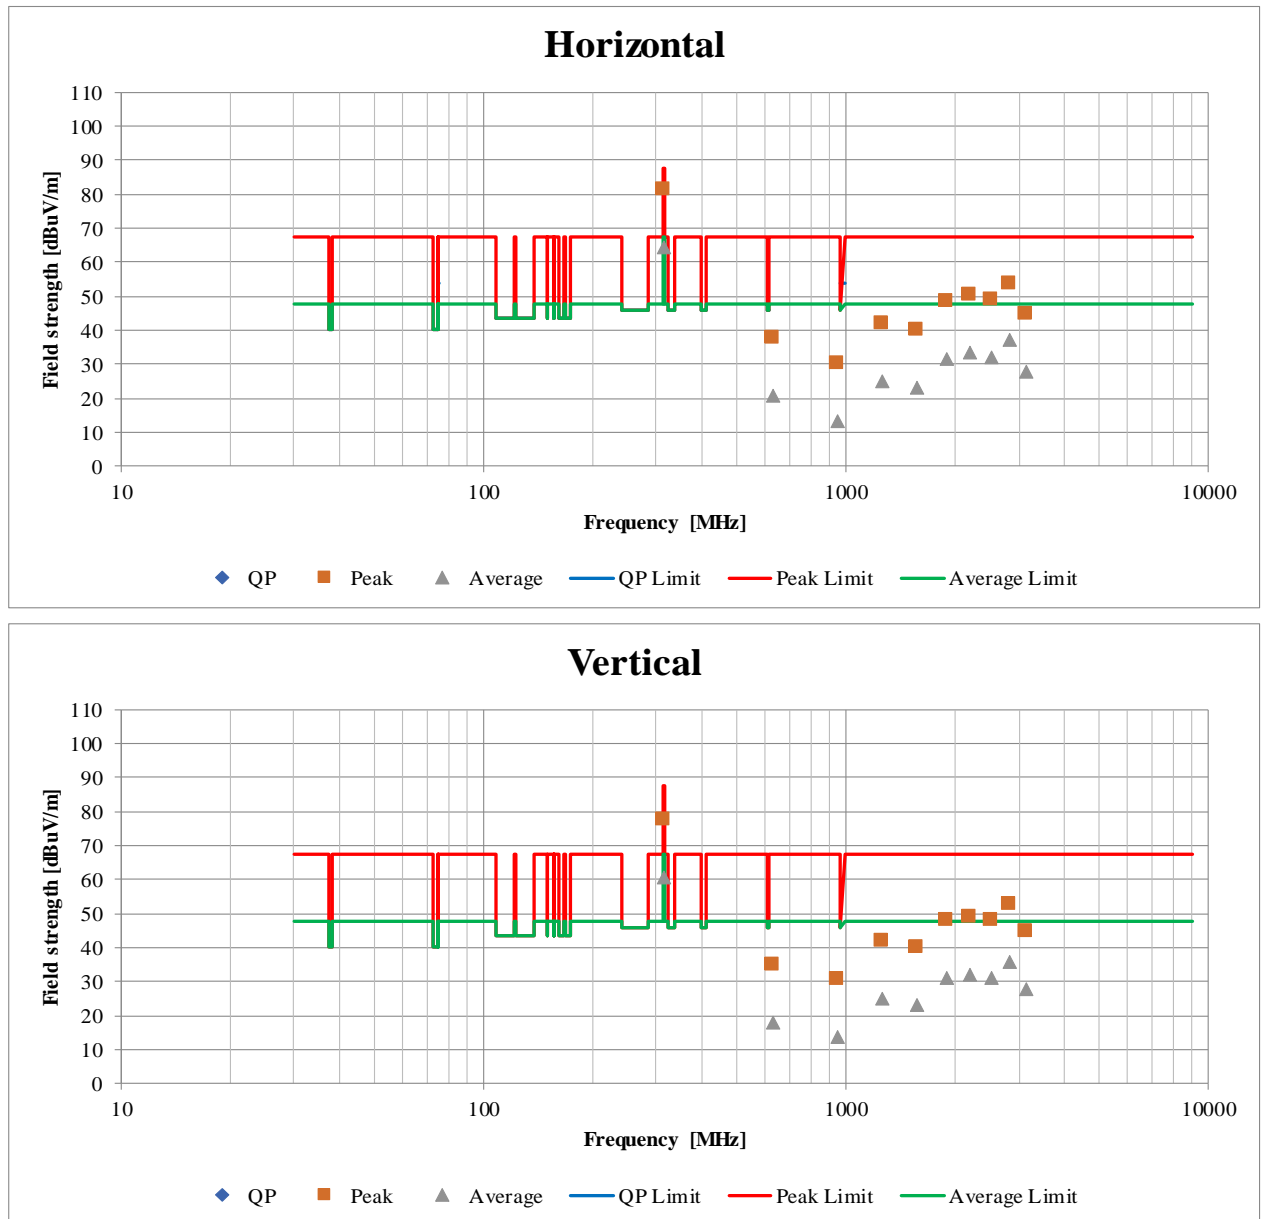 Horizontal
110
100
90
80
70
60
50
40
30
20
10
0
Field strength [dBuV/m]
10 100 1000 10000
Frequency [MHz]
QP Peak Average QP Limit Peak Limit Average Limit
Vertical
110
100
90
80
70
60
50
40
30
20
10
0
Field strength [dBuV/m]
10 100 1000 10000
Frequency [MHz]
QP Peak Average QP Limit Peak Limit Average Limit